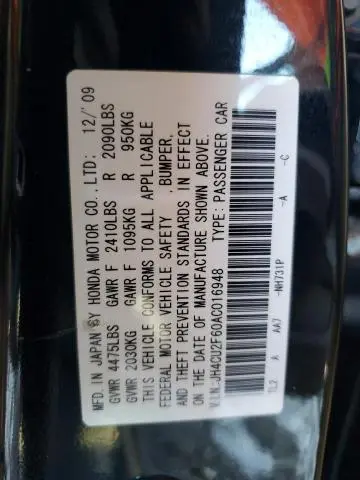 MFD. IN JAPAN BY HONDA MOTOR CO., LTD: 12/'09
GVWR 4475LBS GAWR F 2410LBS R 2090LBS
GVWR 2030KG GAWR F 1095KG R 950KG
THIS VEHICLE CONFORMS TO ALL APPLICABLE
FEDERAL MOTOR VEHICLE SAFETY ,BUMPER,
AND THEFT PREVENTION STANDARDS IN EFFECT
ON THE DATE OF MANUFACTURE SHOWN ABOVE.
V.I.N.:JH4CU2F60AC016948 TYPE: PASSENGER CAR
-NH731P -A -C
TL2 A AA7